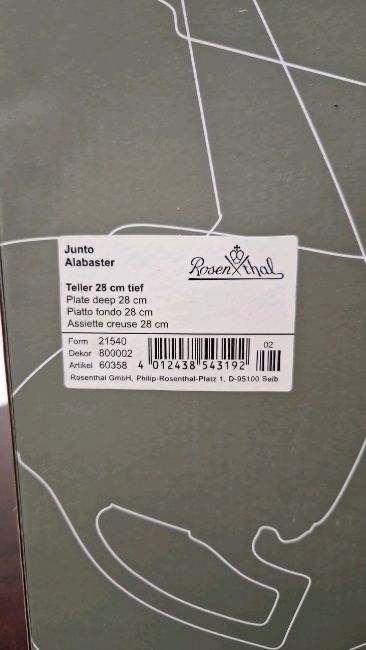 Junto
Alabaster
Rosenthal
Teller 28 cm tief
Plate deep 28 cm
Piatto fondo 28 cm
Assiette creuse 28 cm
Form 21540
Dekor 800002
Artikel 60358
4 012438 543192
02
Rosenthal GmbH, Philip-Rosenthal-Platz 1, D-95100 Selb